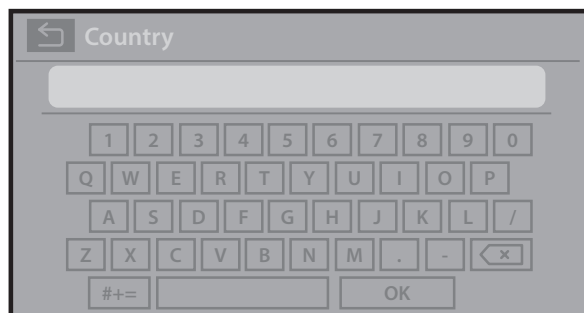 Country
1 2 3 4 5 6 7 8 9 0
Q W E R T Y U I O P
A S D F G H J K L /
Z X C V B N M . -
#+= OK